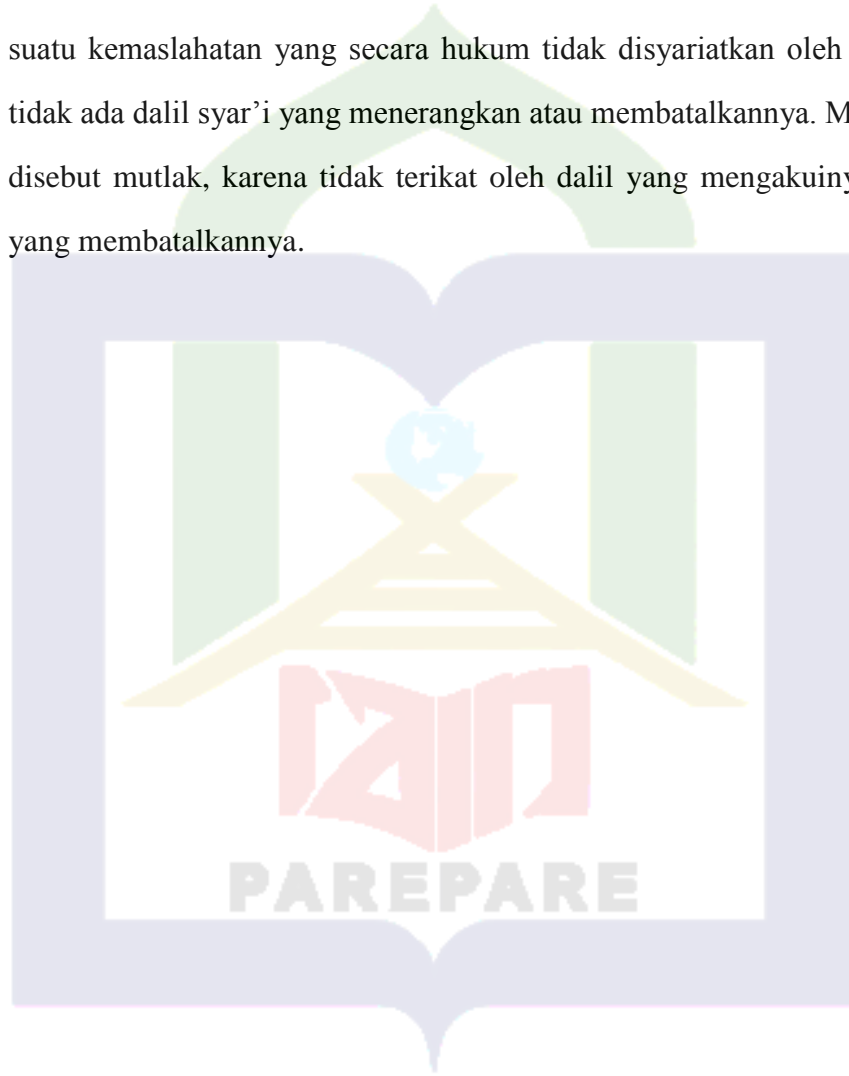 suatu kemaslahatan yang secara hukum tidak disyariatkan oleh
tidak ada dalil syar’i yang menerangkan atau membatalkannya.
disebut mutlak, karena tidak terikat oleh dalil yang
yang membatalkannya.
iain
PAREPARE